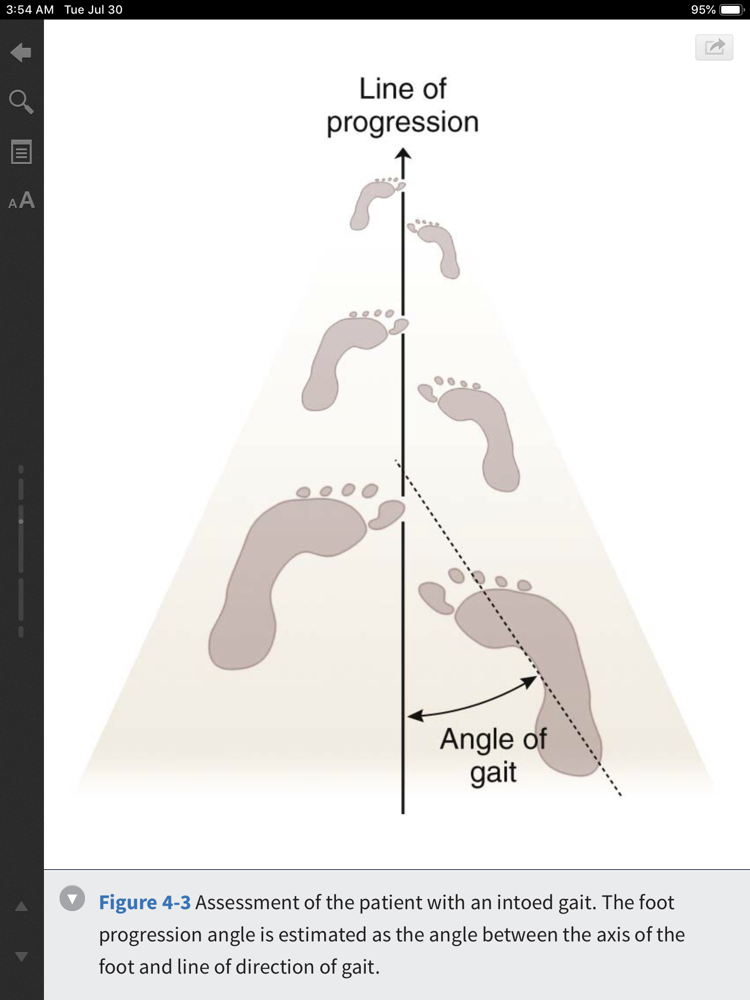 3:54 AM Tue Jul 30
95%
AA
Line of
progression
Angle of
gait
Figure 4-3 Assessment of the patient with an intoed gait. The foot
progression angle is estimated as the angle between the axis of the
foot and line of direction of gait.